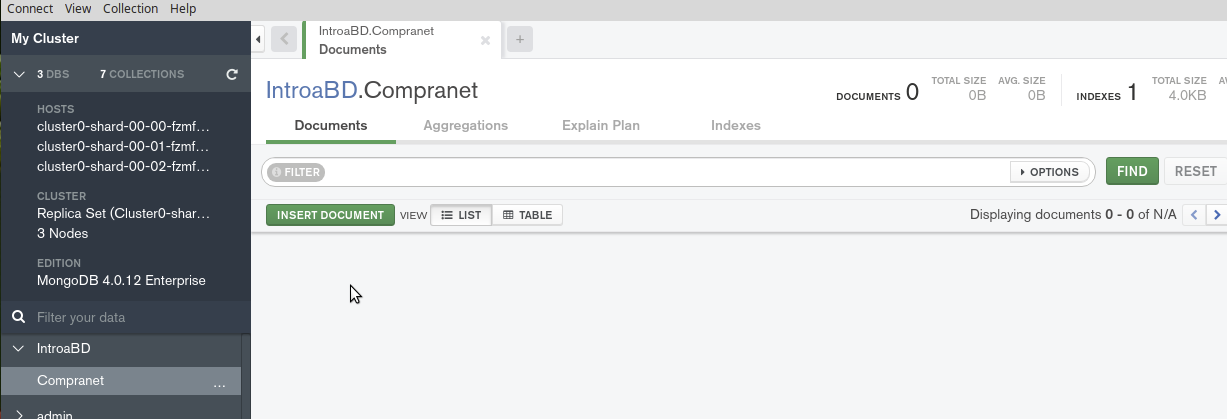 Connect View Collection Help
My Cluster
3 DBS 7 COLLECTIONS
HOSTS
cluster0-shard-00-00-fzmf...
cluster0-shard-00-01-fzmf...
cluster0-shard-00-02-fzmf...
CLUSTER
Replica Set (Cluster0-shar...
3 Nodes
EDITION
MongoDB 4.0.12 Enterprise
Filter your data
IntroaBD
Compranet ...
admin
IntroaBD.Compranet
Documents
+
IntroaBD.Compranet
DOCUMENTS 0
TOTAL SIZE
0B
AVG. SIZE
0B
INDEXES 1
TOTAL SIZE
4.0KB
Documents Aggregations Explain Plan Indexes
FILTER
OPTIONS
FIND
RESET
INSERT DOCUMENT VIEW LIST TABLE
Displaying documents 0 - 0 of N/A